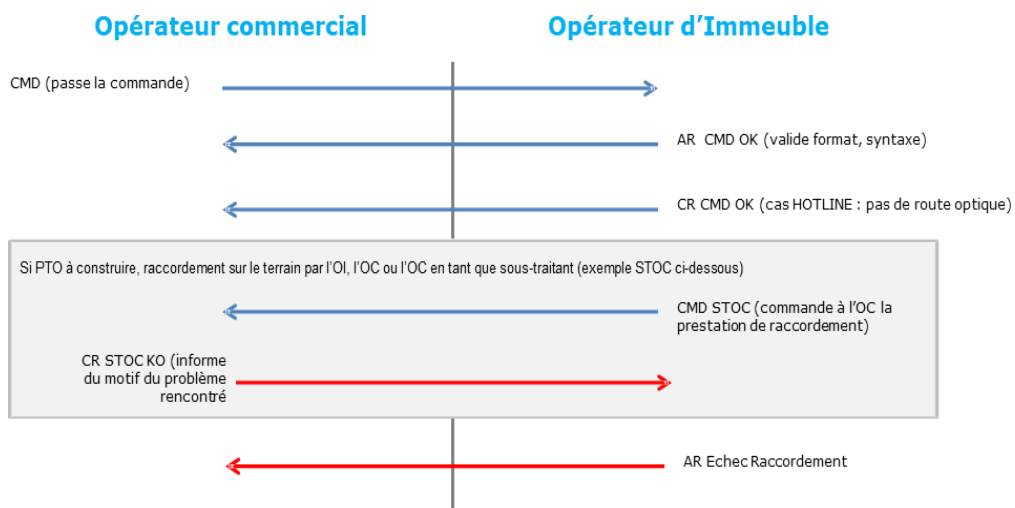 Opérateur commercial
Opérateur d’Immeuble
CMD (passe la commande)
AR  CMD OK (valide format, syntaxe)
CR CMD OK (cas HOTLINE : pas de route optique)
Si PTO à construire, raccordement sur le terrain par l’OI, l’OC ou l’OC en tant que sous-traitant (exemple STOC ci-dessous)
CMD STOC (commande à l’OC la
prestation de raccordement)
CR STOC KO (informe
du motif du problème
rencontré
AR Echec Raccordement